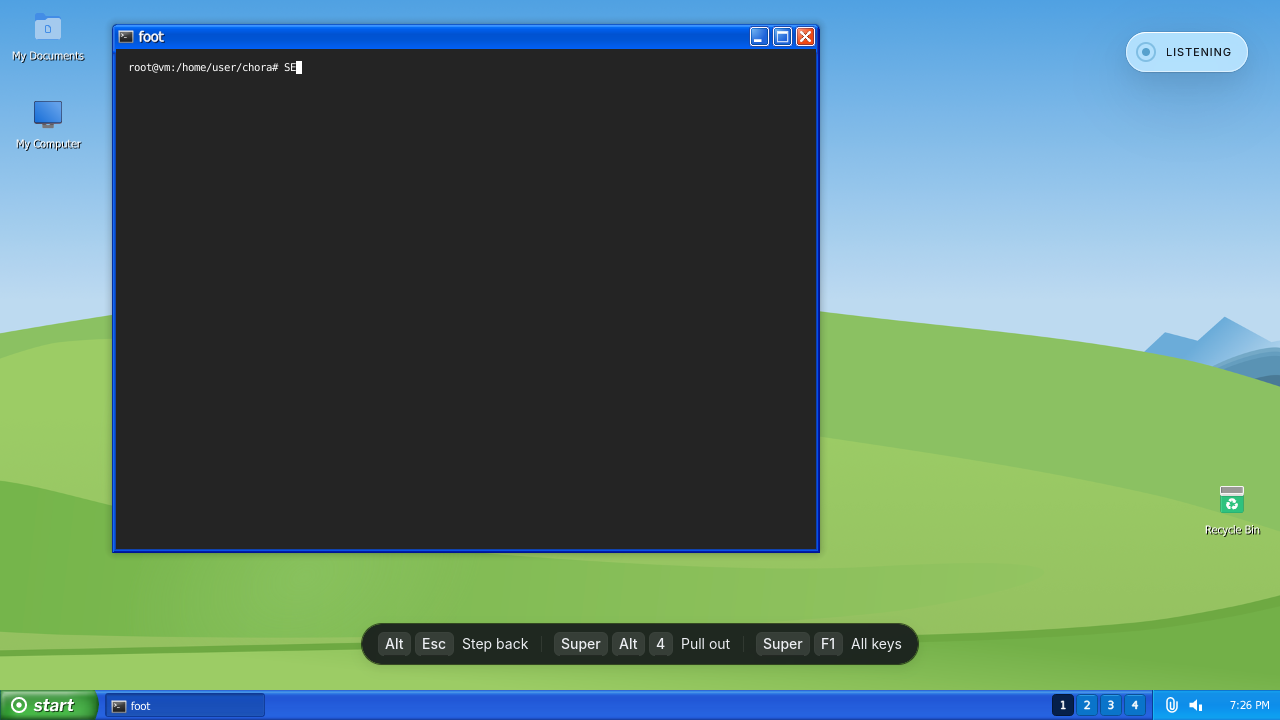 My Documents
My Computer
foot
root@vm:/home/user/chora# SE
LISTENING
Recycle Bin
Alt Esc Step back Super Alt 4 Pull out Super F1 All keys
start foot 1 2 3 4 7:26 PM